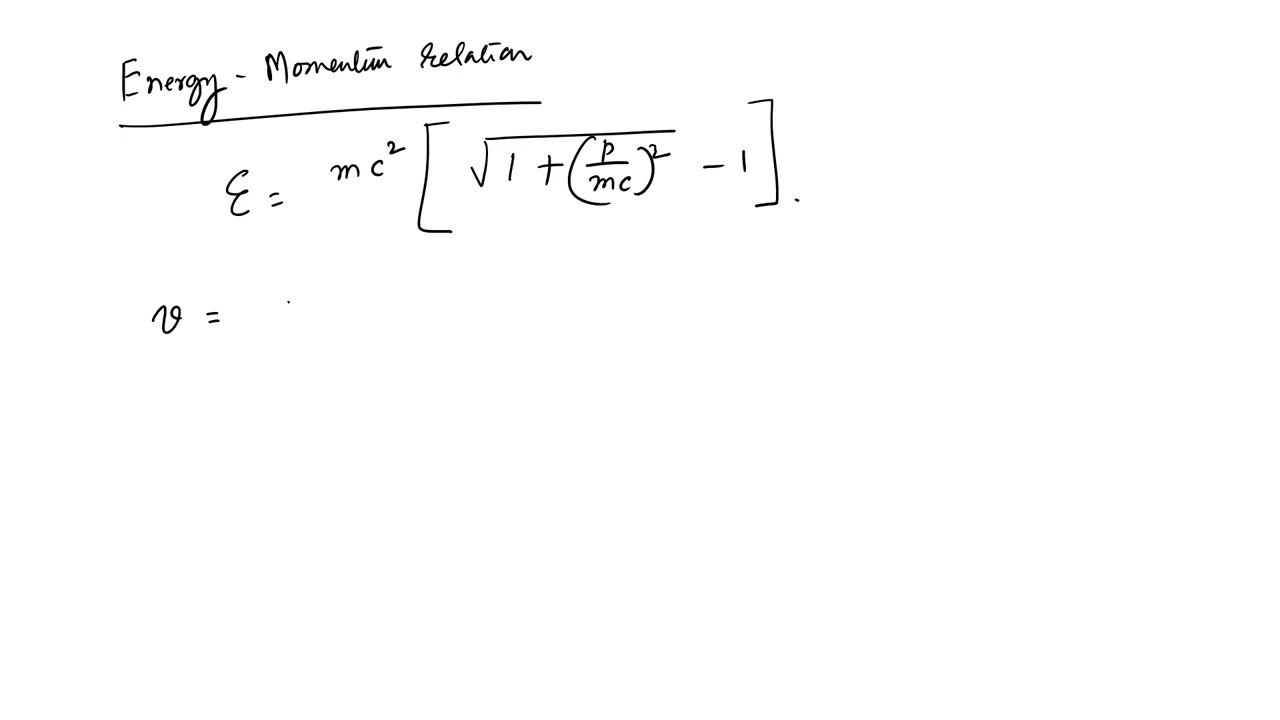 Energy - Momentum Relation
ε = mc² [ √(1 + (p/mc)²) - 1 ].
v =